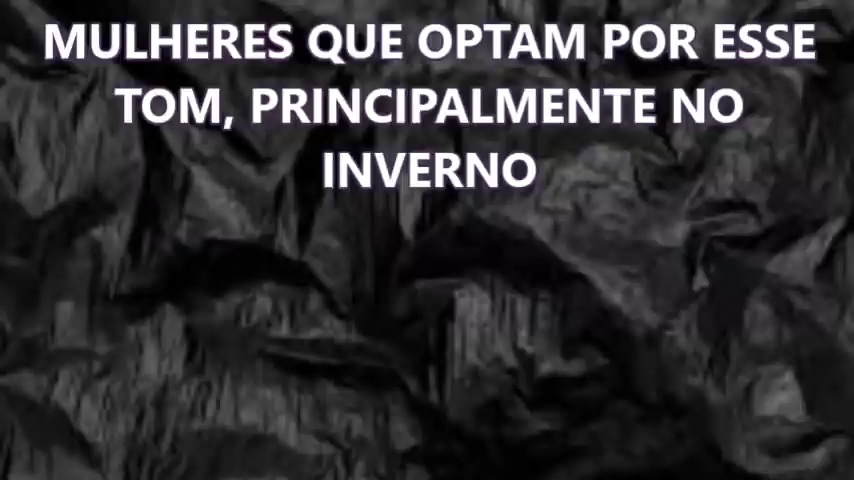 MULHERES QUE OPTAM POR ESSE
TOM, PRINCIPALMENTE NO
INVERNO